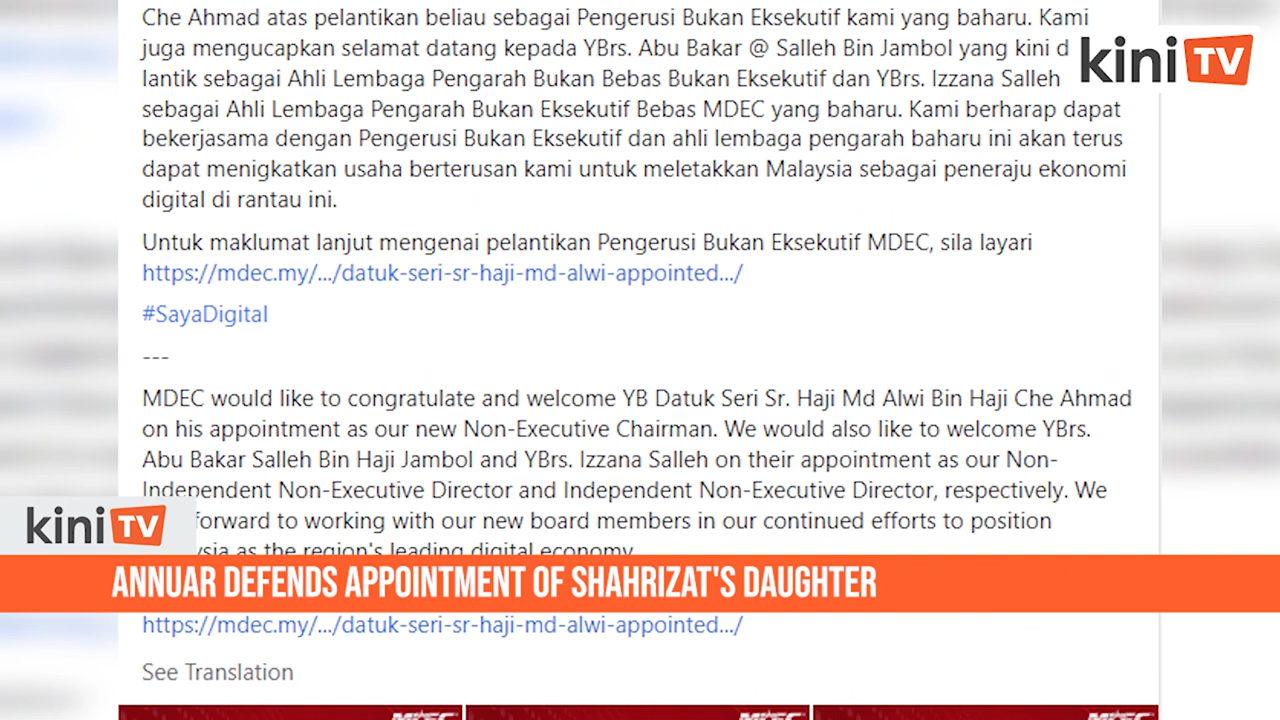 Che Ahmad atas pelantikan beliau sebagai Pengerusi Bukan Eksekutif kami yang baharu. Kami
juga mengucapkan selamat datang kepada YBrs. Abu Bakar @ Salleh Bin Jambol yang kini d
lantik sebagai Ahli Lembaga Pengarah Bukan Bebas Bukan Eksekutif dan YBrs. Izzana Salleh
kini TV
sebagai Ahli Lembaga Pengarah Bukan Eksekutif Bebas MDEC yang baharu. Kami berharap dapat
bekerjasama dengan Pengerusi Bukan Eksekutif dan ahli lembaga pengarah baharu ini akan terus
dapat menigkatkan usaha berterusan kami untuk meletakkan Malaysia sebagai peneraju ekonomi
digital di rantau ini.
Untuk maklumat lanjut mengenai pelantikan Pengerusi Bukan Eksekutif MDEC, sila layari
https://mdec.my/.../datuk-seri-sr-haji-md-alwi-appointed.../
#SayaDigital
---
MDEC would like to congratulate and welcome YB Datuk Seri Sr. Haji Md Alwi Bin Haji Che Ahmad
on his appointment as our new Non-Executive Chairman. We would also like to welcome YBrs.
Abu Bakar Salleh Bin Haji Jambol and YBrs. Izzana Salleh on their appointment as our Non-
Independent Non-Executive Director and Independent Non-Executive Director, respectively. We
forward to working with our new board members in our continued efforts to position
as the region's leading digital economy.
kini TV
ANNUAR DEFENDS APPOINTMENT OF SHAHRIZAT'S DAUGHTER
https://mdec.my/.../datuk-seri-sr-haji-md-alwi-appointed.../
See Translation
MDEC MDEC MDEC